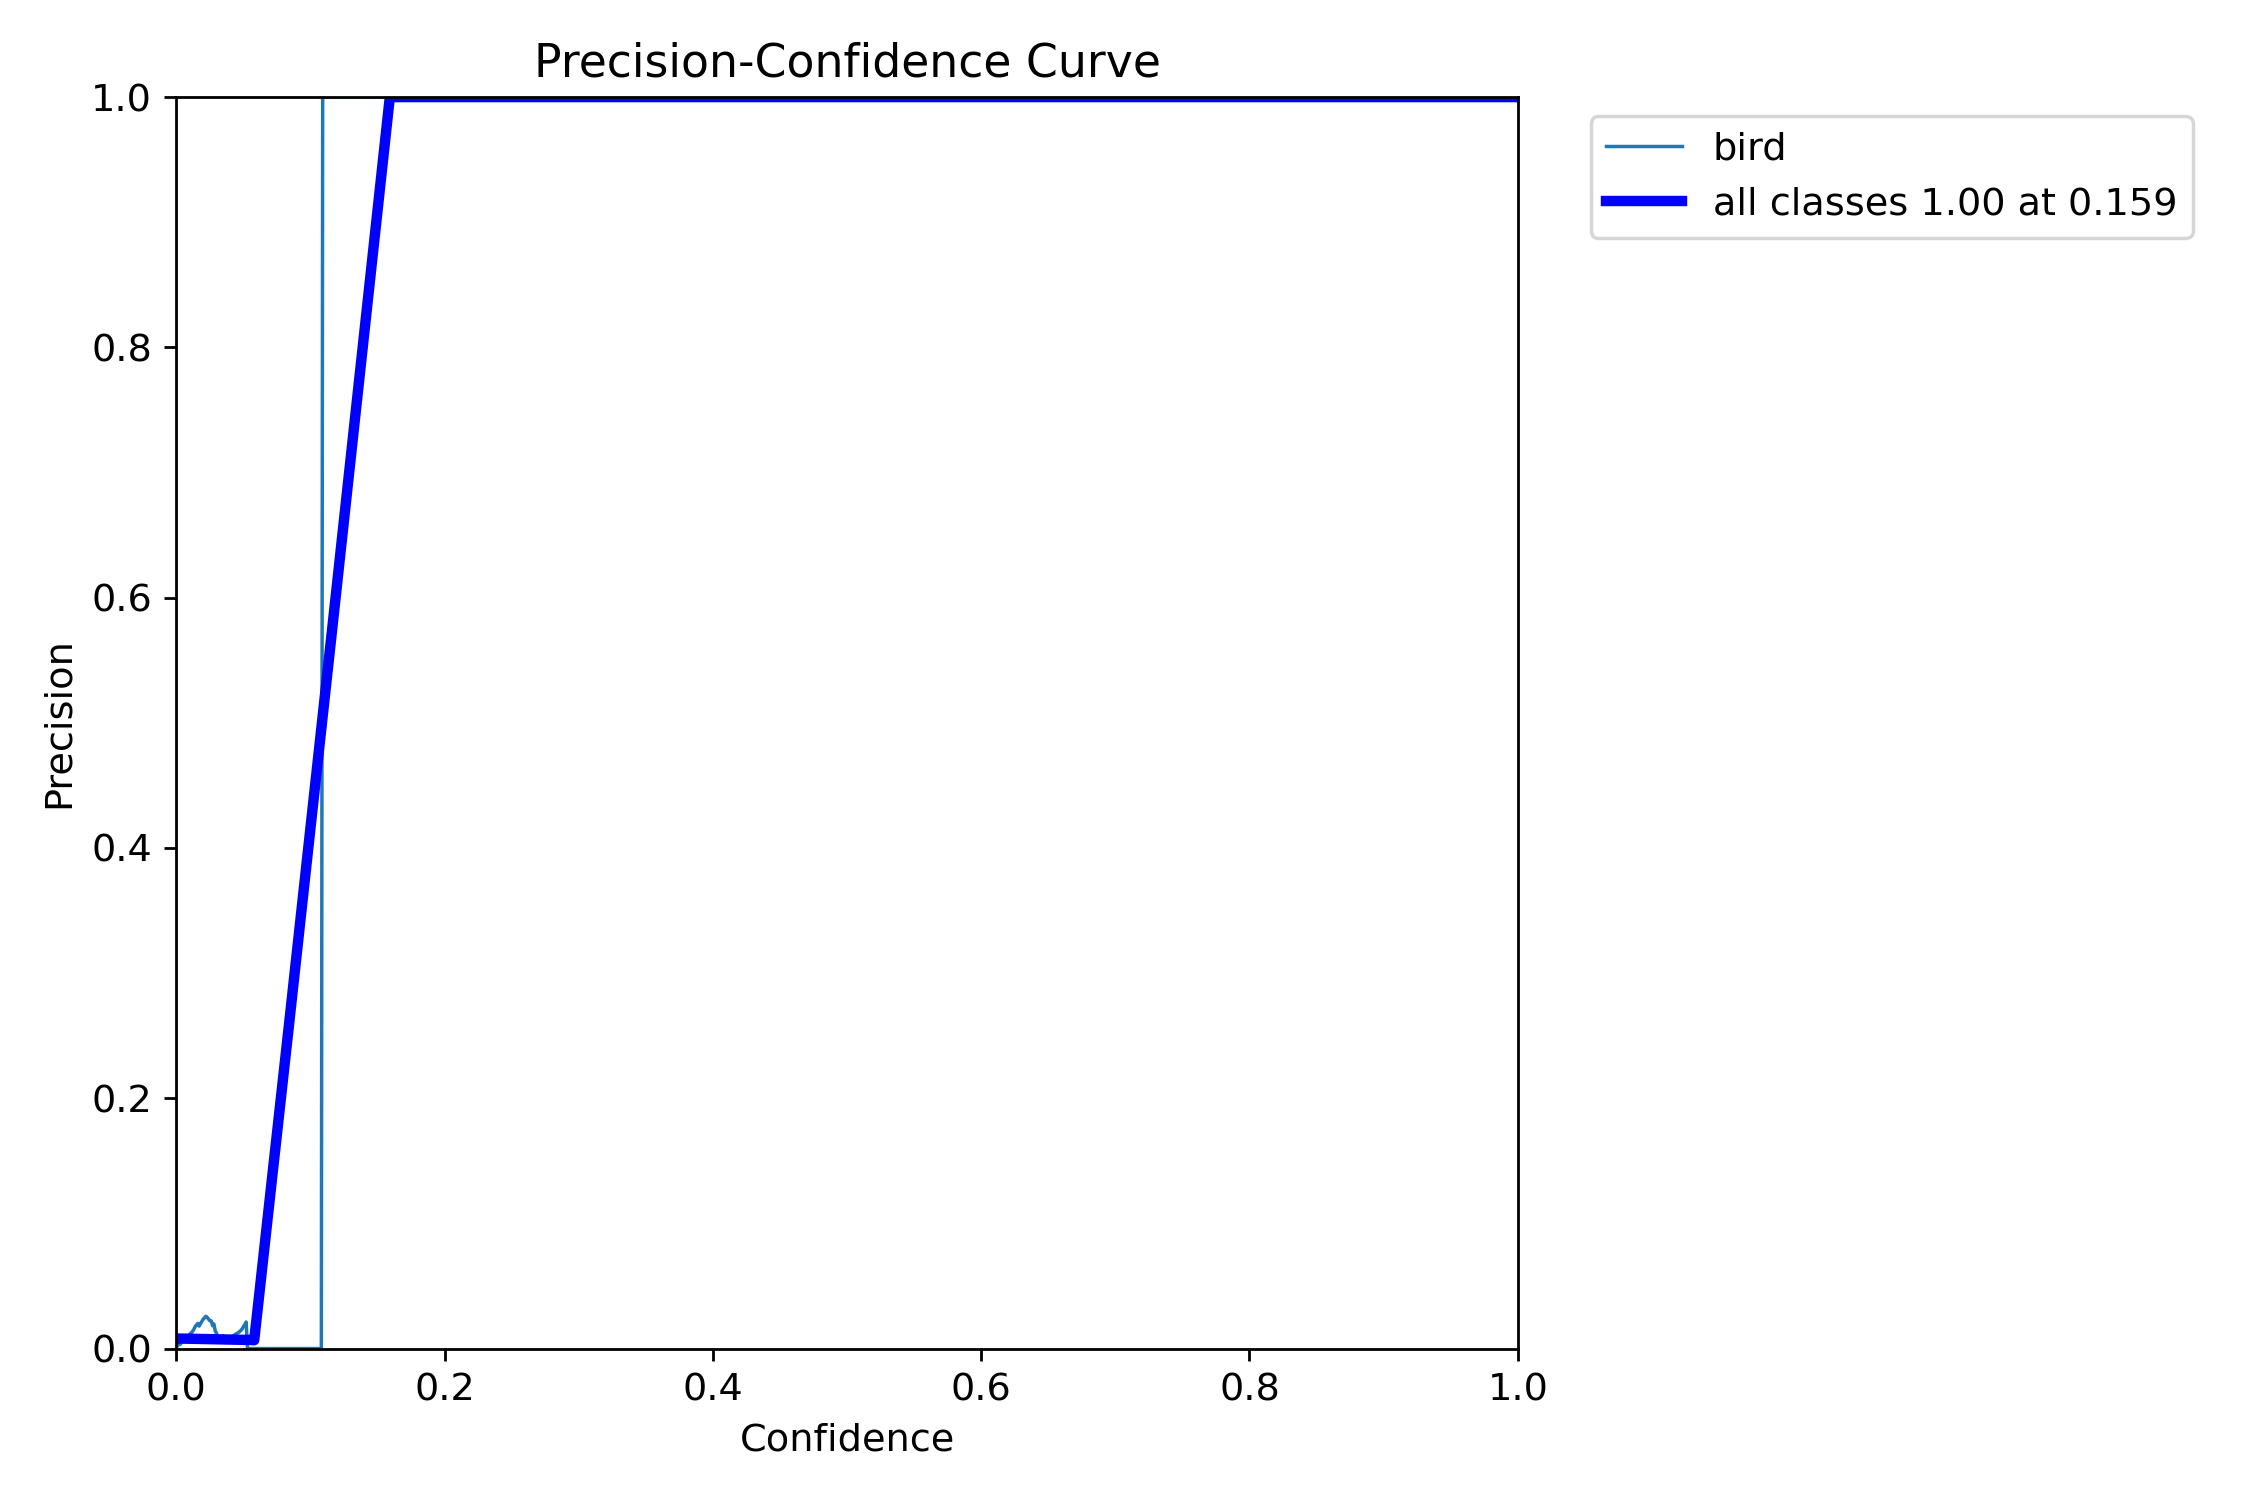 Precision-Confidence Curve
1.0
0.8
0.6
0.4
0.2
0.0
Precision
0.0 0.2 0.4 0.6 0.8 1.0
Confidence
bird
all classes 1.00 at 0.159